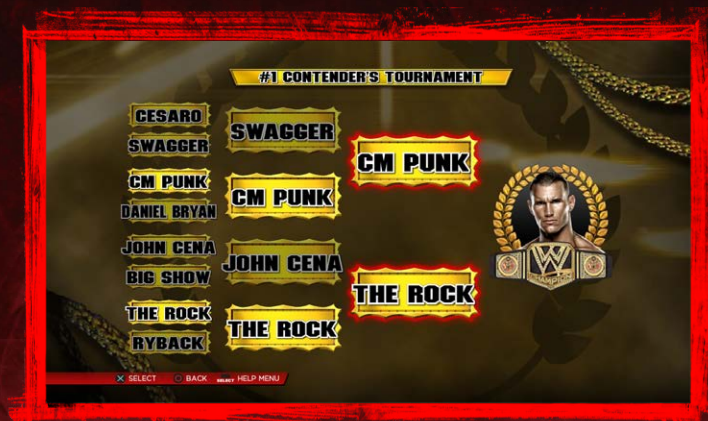 #1 CONTENDER'S TOURNAMENT
CESARO
SWAGGER
CM PUNK
DANIEL BRYAN
JOHN CENA
BIG SHOW
THE ROCK
RYBACK
SWAGGER
CM PUNK
JOHN CENA
THE ROCK
CM PUNK
THE ROCK
W
CHAMPION
SELECT BACK SELECT HELP MENU